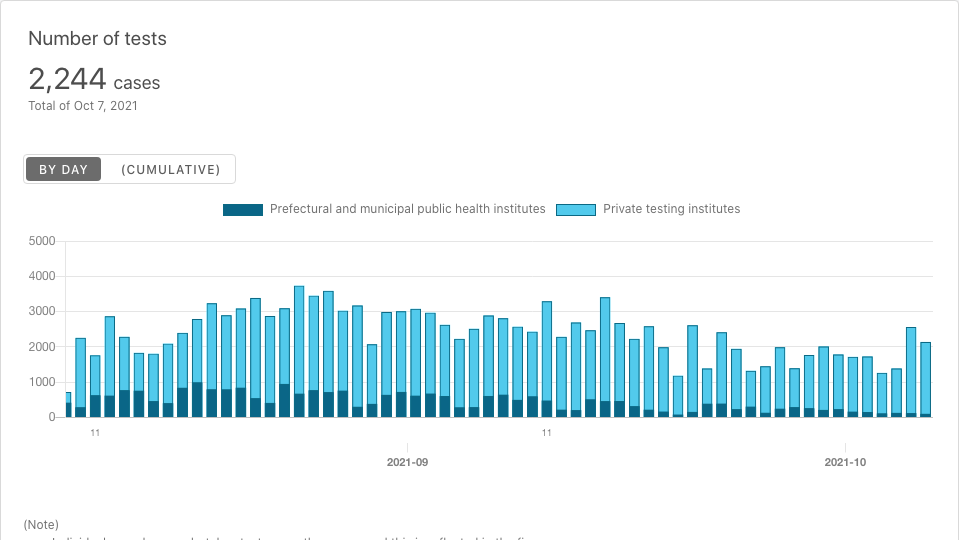 Number of tests
2,244 cases
Total of Oct 7, 2021
BY DAY (CUMULATIVE)
Prefectural and municipal public health institutes Private testing institutes
5000
4000
3000
2000
1000
0
11 11
2021-09 2021-10
(Note)